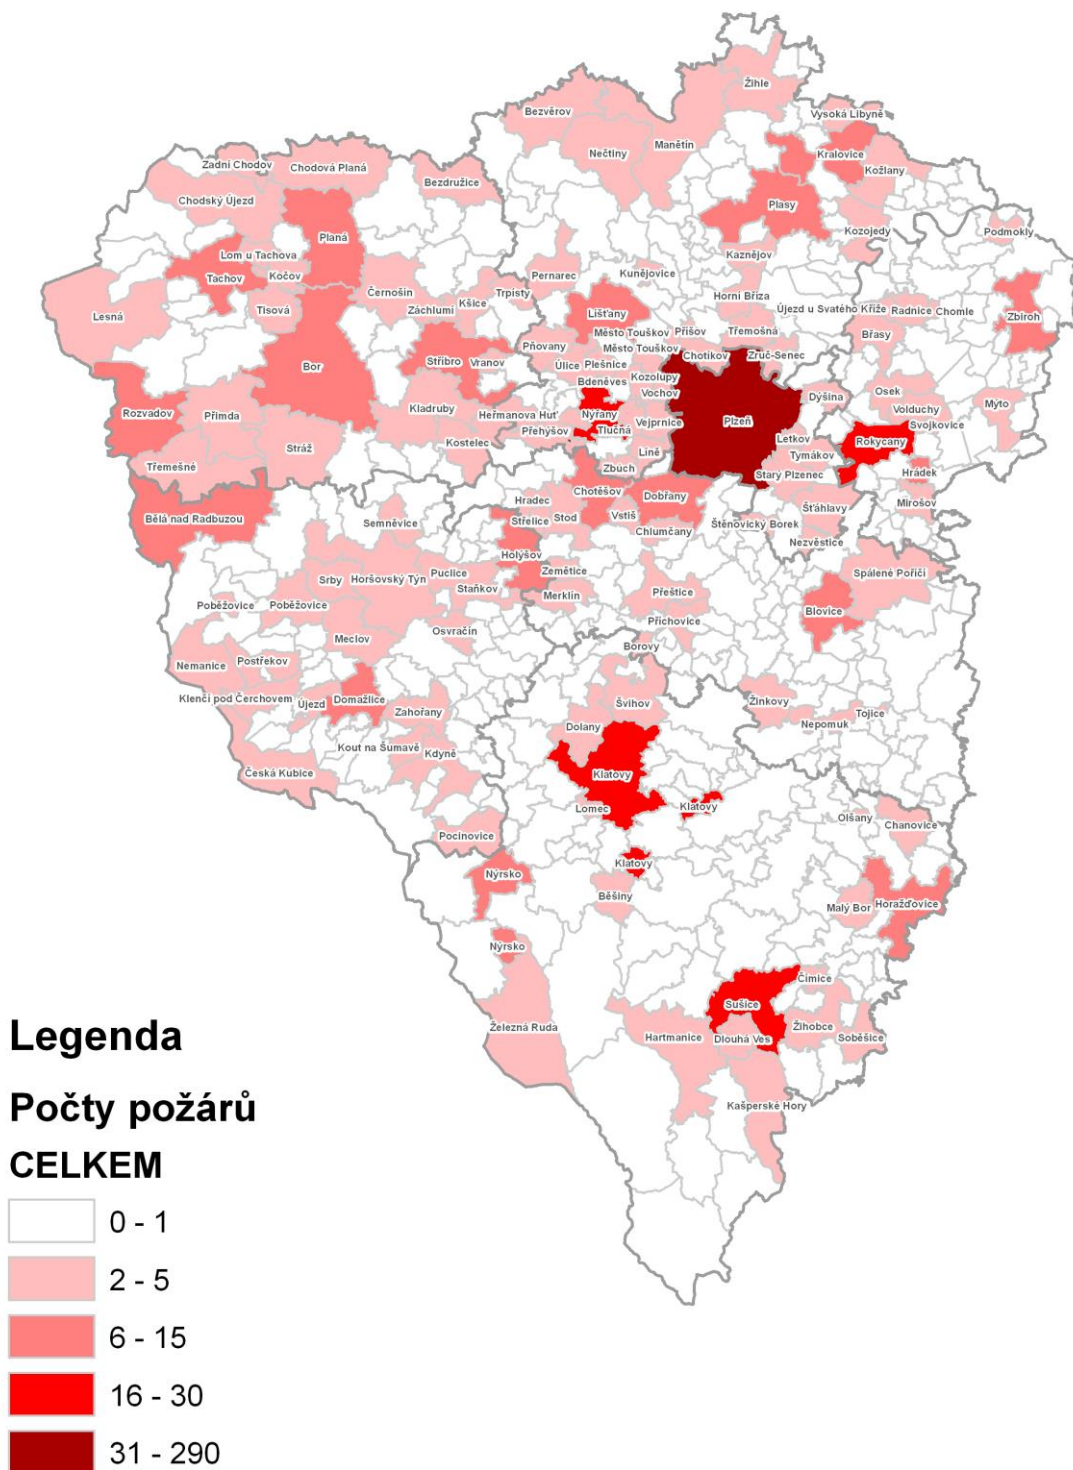 Žihle
Bezvěrov
Vysoká Libyně
Manětín
Nečtiny
Kralovice
Kožlany
Zadní Chodov
Chodová Planá
Bezdružice
Chodský Újezd
Plasy
Planá
Kozojedy
Podmokly
Lom u Tachova
Kaznějov
Tachov
Kočov
Pernarec
Kunějovice
Černošín
Trpísty
Horní Bříza
Kšice
Tisová
Záchlumí
Újezd u Svatého Kříže
Radnice
Chomle
Lesná
Líšťany
Zbiroh
Město Touškov
Příšov
Třemošná
Břasy
Pňovany
Město Touškov
Chotíkov
Zruč-Senec
Stříbro
Vranov
Úlice
Plešnice
Bor
Kozolupy
Bdeněves
Osek
Vochov
Dýšina
Kladruby
Mýto
Rozvadov
Přimda
Heřmanova Huť
Nýřany
Volduchy
Vejprnice
Plzeň
Svojkovice
Přehýšov
Tlučná
Letkov
Rokycany
Kostelec
Stráž
Líně
Tymákov
Třemešné
Zbůch
Starý Plzenec
Hrádek
Chotěšov
Dobřany
Hradec
Mirošov
Šťáhlavy
Bělá nad Radbuzou
Semněvice
Střelice
Stod
Vstiš
Štěnovický Borek
Chlumčany
Nezvěstice
Holýšov
Zemětice
Puclice
Spálené Poříčí
Srby
Horšovský Týn
Staňkov
Merklín
Přeštice
Poběžovice
Poběžovice
Blovice
Příchovice
Osvračín
Meclov
Borovy
Postřekov
Nemanice
Klenčí pod Čerchovem
Újezd
Domažlice
Švihov
Žinkovy
Zahořany
Tojice
Dolany
Nepomuk
Kout na Šumavě
Kdyně
Česká Kubice
Klatovy
Lomec
Klatovy
Olšany
Chanovice
Pocinovice
Klatovy
Nýrsko
Běšiny
Malý Bor
Horažďovice
Nýrsko
Čímice
Sušice
Železná Ruda
Hartmanice
Dlouhá Ves
Žihobce
Soběšice
Kašperské Hory
Legenda
Počty požárů
CELKEM
0 - 1
2 - 5
6 - 15
16 - 30
31 - 290